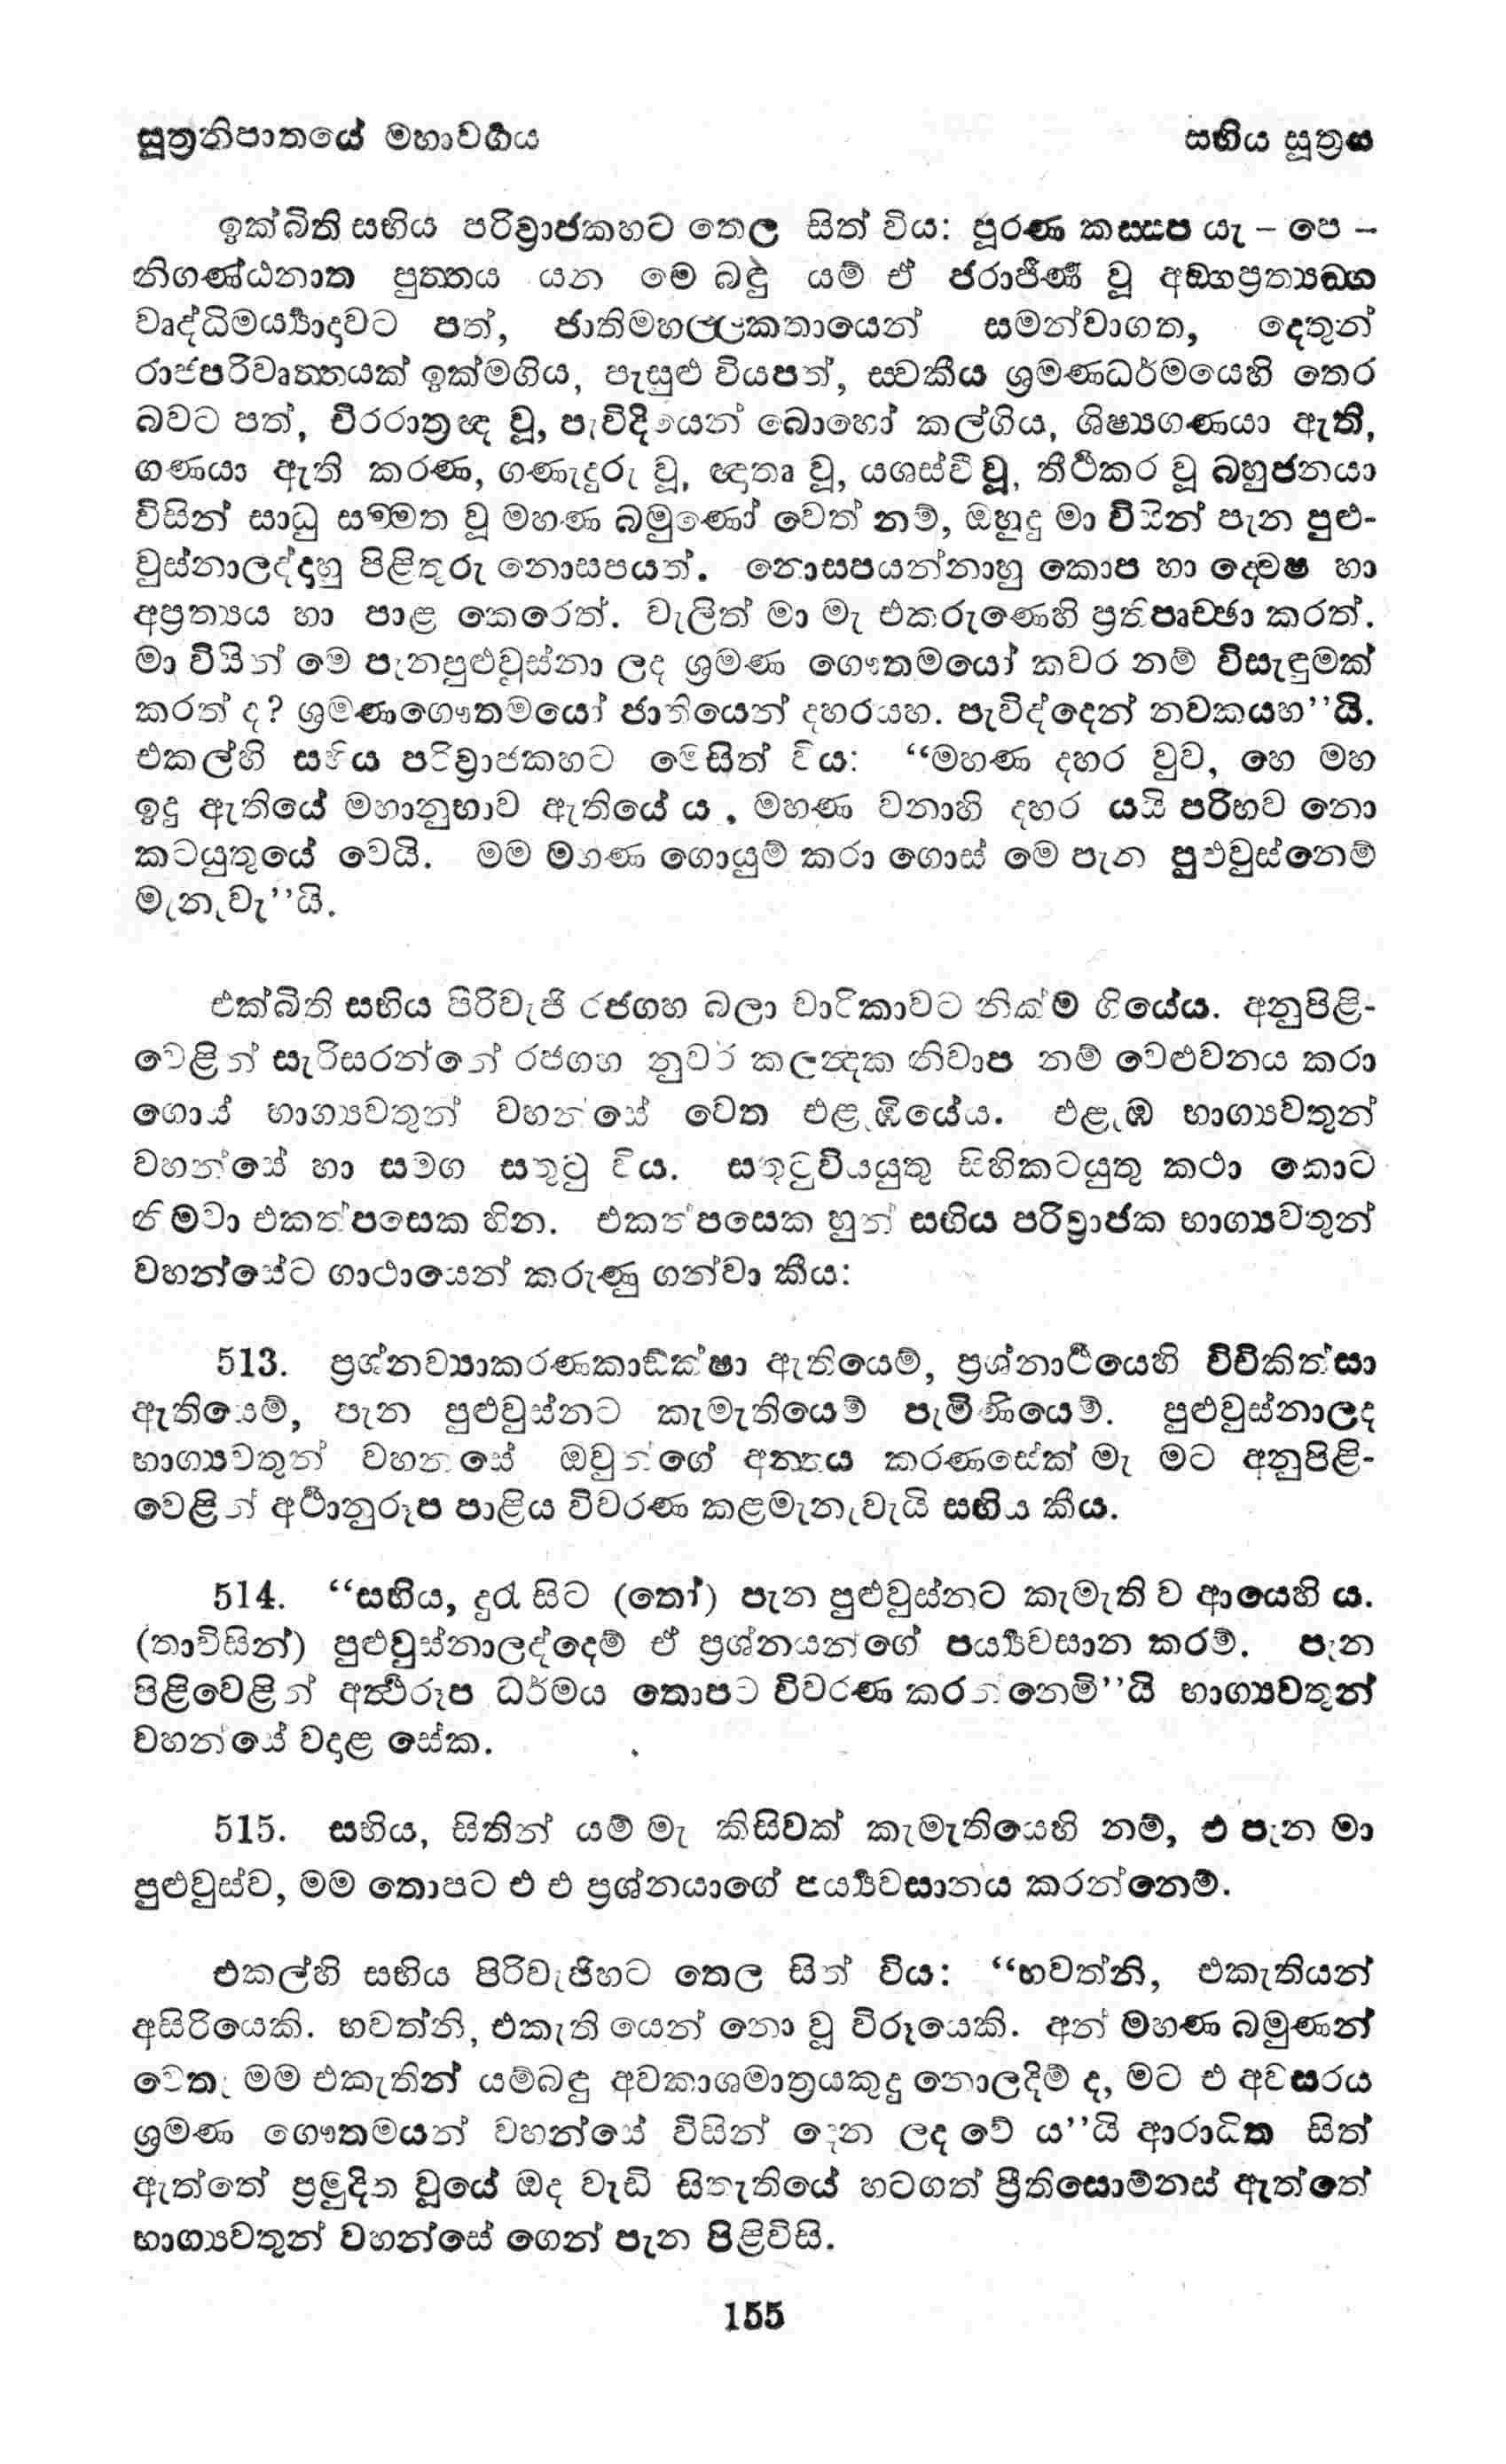 සූත්‍රනිපාතයේ මහාවර්‍ගය
සභිය සූත්‍රය
ඉක්බිති සභිය පරිව්‍රාජකහට තෙල සිත් විය: පූරණ කස්සප යැ - පෙ -
නිගණ්ඨනාත පුත්තය යන මේ බඳු යම් ඒ ජරාජීර්‍ණ වූ අඞ්ගප්‍රත්‍යඞ්ග
වෘද්ධිමර්‍ය්‍යාදාවට පත්, ජාතිමහල්ලකතායෙන් සමන්වාගත, දෙතුන්
රාජපරිවෘත්තයක් ඉක්මගිය, පැසුළු වියපත්, ස්වකීය ශ්‍රමණධර්මයෙහි තෙර
බවට පත්, චිරරාත්‍රඥ වූ, පැවිදියෙන් බොහෝ කල්ගිය, ශිෂ්‍යගණයා ඇති,
ගණයා ඇති කරණ, ගණැදුරු වූ, ඥාතෘ වූ, යශස්වී වූ, තීර්‍ථකර වූ බහුජනයා
විසින් සාධු සම්මත වූ මහණ බමුණෝ වෙත් නම්, ඔහුදු මා විසින් පැන පුළු-
වුස්නාලද්දාහු පිළිතුරු නොසපයත්. නොසපයන්නාහු කොප හා ද්වේෂ හා
අප්‍රත්‍යය හා පාළ කෙරෙත්. වැලිත් මා මැ එකරුණෙහි ප්‍රතිපෘච්ඡා කරත්.
මා විසින් මෙ පැනපුළුවුස්නා ලද ශ්‍රමණ ගෞතමයෝ කවර නම් විසැඳුමක්
කරත් ද? ශ්‍රමණගෞතමයෝ ජාතියෙන් දහරයහ. පැවිද්දෙන් නවකයහ’’යි.
එකල්හි සභිය පරිව්‍රාජකහට මෙසිත් විය: “මහණ දහර වුව, හෙ මහ
ඉදු ඇතියේ මහානුභාව ඇතියේ ය. මහණ වනාහි දහර යයි පරිභව නො
කටයුතුයේ වෙයි. මම මහණ ගොයුම් කරා ගොස් මෙ පැන පුළුවුස්නෙම්
මැනැවැ’’යි.
එක්බිති සභිය පිරිවැජි රජගහ බලා චාරිකාවට නික්ම ගියේය. අනුපිළි-
වෙළින් සැරිසරන්නේ රජගහ නුවර කලන්‍දක නිවාප නම් වෙළුවනය කරා
ගොස් භාග්‍යවතුන් වහන්සේ වෙත එළැඹියේය. එළැඹ භාග්‍යවතුන්
වහන්සේ හා සමග සතුටු විය. සතුටුවියයුතු සිහිකටයුතු කථා කොට
නිමවා එකත්පසෙක හින. එකත්පසෙක හුන් සභිය පරිව්‍රාජක භාග්‍යවතුන්
වහන්සේට ගාථායෙන් කරුණු ගන්වා කීය:
513. ප්‍රශ්නව්‍යාකරණකාඞ්ක්ෂා ඇතියෙම්, ප්‍රශ්නාර්‍ථයෙහි විචිකිත්සා
ඇතියෙම්, පැන පුළුවුස්නට කැමැතියෙම් පැමිණියෙම්. පුළුවුස්නාලද
භාග්‍යවතුන් වහන්සේ ඔවුන්ගේ අන්තය කරණසේක් මැ මට අනුපිළි-
වෙළින් අර්‍ථානුරූප පාළිය විවරණ කළමැනැවැයි සභිය කීය.
514. “සභිය, දුර සිට (තෝ) පැන පුළුවුස්නට කැමැති ව ආයෙහි ය.
(තාවිසින්) පුළුවුස්නාලද්දෙම් ඒ ප්‍රශ්නයන්ගේ පර්‍ය්‍යවසාන කරම්. පැන
පිළිවෙළින් අර්‍ත්‍ථරූප ධර්මය තොපට විවරණ කරන්නෙමි’’යි භාග්‍යවතුන්
වහන්සේ වදාළ සේක.
515. සභිය, සිතින් යම් මැ කිසිවක් කැමැතියෙහි නම්, එ පැන මා
පුළුවුස්ව, මම තොපට එ එ ප්‍රශ්නයාගේ පර්‍ය්‍යවසානය කරන්නෙම්.
එකල්හි සභිය පිරිවැජිහට තෙල සිත් විය: “භවත්නි, එකැතියන්
අසිරියෙකි. භවත්නි, එකැති යෙන් නො වූ විරූයෙකි. අන් මහණ බමුණන්
වෙතැ මම එකැතින් යම්බඳු අවකාශමාත්‍රයකුදු නොලදිම් ද, මට එ අවසරය
ශ්‍රමණ ගෞතමයන් වහන්සේ විසින් දෙන ලද වේ ය’’යි ආරාධිත සිත්
ඇත්තේ ප්‍රමුදිත වූයේ ඔද වැඩි සිතැතියේ හටගත් ප්‍රීතිසොම්නස් ඇත්තේ
භාග්‍යවතුන් වහන්සේ ගෙන් පැන පිළිවිසි.
155